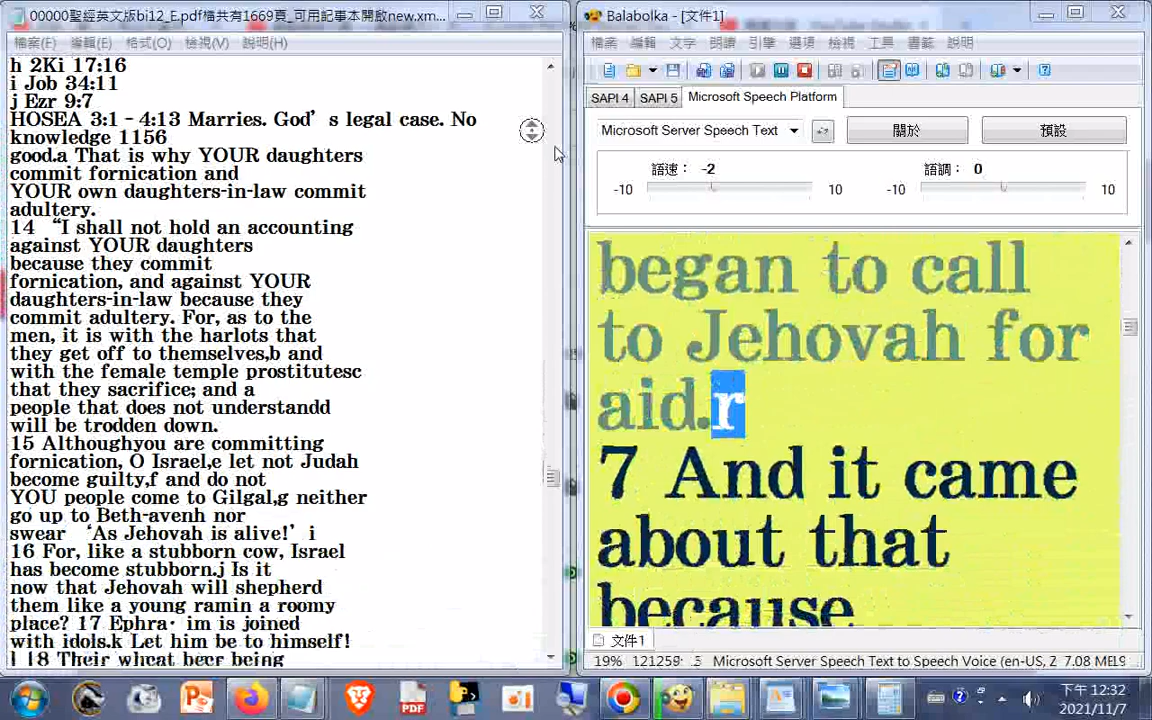 00000聖經英文版bi12_E.pdf檔共有1669頁_可用記事本開啟new.xm...
檔案(F) 編輯(E) 格式(O) 檢視(V) 說明(H)
h 2Ki 17:16
i Job 34:11
j Ezr 9:7
HOSEA 3:1 – 4:13 Marries. God’s legal case. No
knowledge 1156
good.a That is why YOUR daughters
commit fornication and
YOUR own daughters-in-law commit
adultery.
14 “I shall not hold an accounting
against YOUR daughters
because they commit
fornication, and against YOUR
daughters-in-law because they
commit adultery. For, as to the
men, it is with the harlots that
they get off to themselves,b and
with the female temple prostitutesc
that they sacrifice; and a
people that does not understandd
will be trodden down.
15 Althoughyou are committing
fornication, O Israel,e let not Judah
become guilty,f and do not
YOU people come to Gilgal,g neither
go up to Beth-avenh nor
swear ‘As Jehovah is alive!’i
16 For, like a stubborn cow, Israel
has become stubborn.j Is it
now that Jehovah will shepherd
them like a young ramin a roomy
place? 17 Ephra·im is joined
with idols.k Let him be to himself!
l 18 Their wheat beer being
Balabolka - [文件1]
檔案 編輯 文字 朗讀 引擎 選項 檢視 工具 書籤 說明
SAPI 4 SAPI 5 Microsoft Speech Platform
Microsoft Server Speech Text 關於 預設
語速： -2 語調： 0
-10 10 -10 10
began to call
to Jehovah for
aid.r
7 And it came
about that
because
文件1
19% Microsoft Server Speech Text to Speech Voice (en-US, Z
下午 12:32
2021/11/7